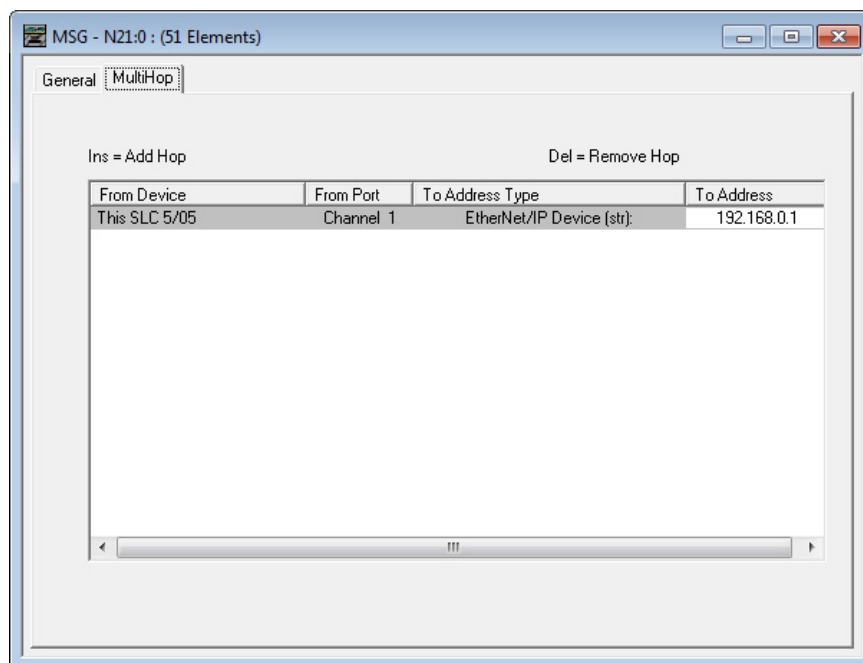 MSG - N21:0 : (51 Elements)
General MultiHop
Ins = Add Hop Del = Remove Hop
From Device From Port To Address Type To Address
This SLC 5/05 Channel 1 EtherNet/IP Device (str): 192.168.0.1